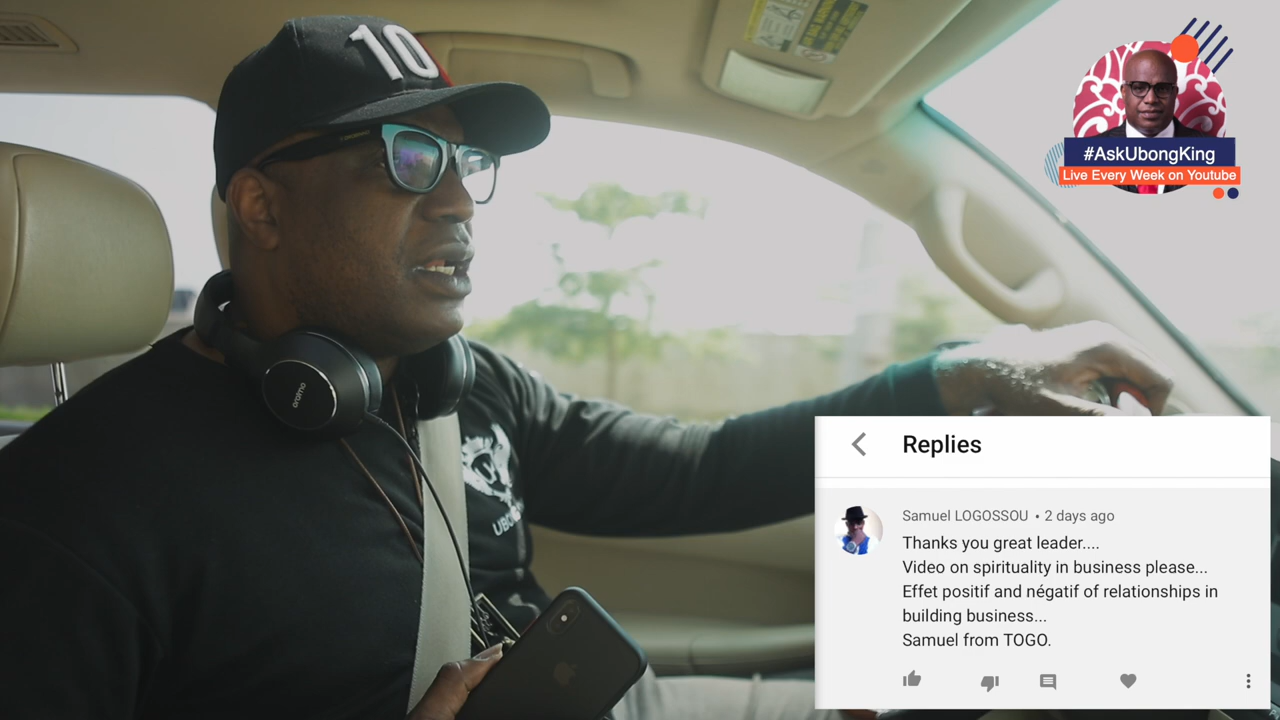 10
#AskUbongKing
Live Every Week on Youtube
oraimo
Replies
Samuel LOGOSSOU • 2 days ago
Thanks you great leader....
Video on spirituality in business please...
Effet positif and négatif of relationships in
building business...
Samuel from TOGO.